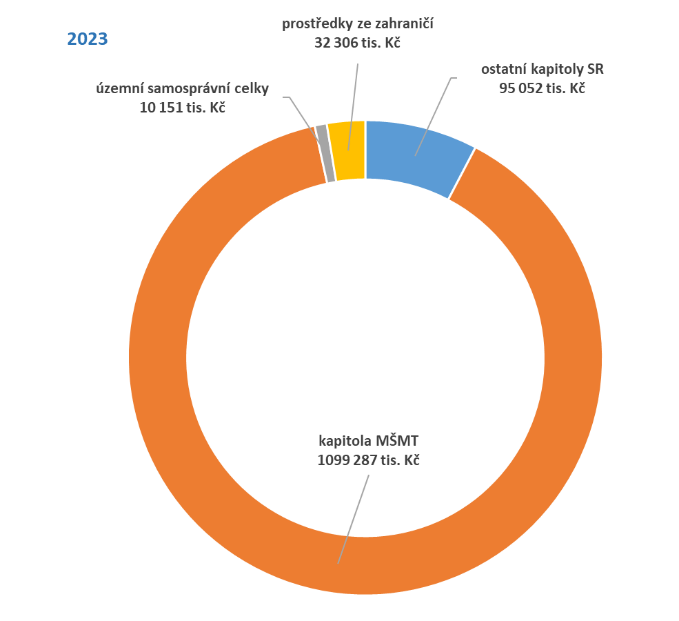 2023
prostředky ze zahraničí
32 306 tis. Kč
ostatní kapitoly SR
95 052 tis. Kč
územní samosprávní celky
10 151 tis. Kč
kapitola MŠMT
1099 287 tis. Kč